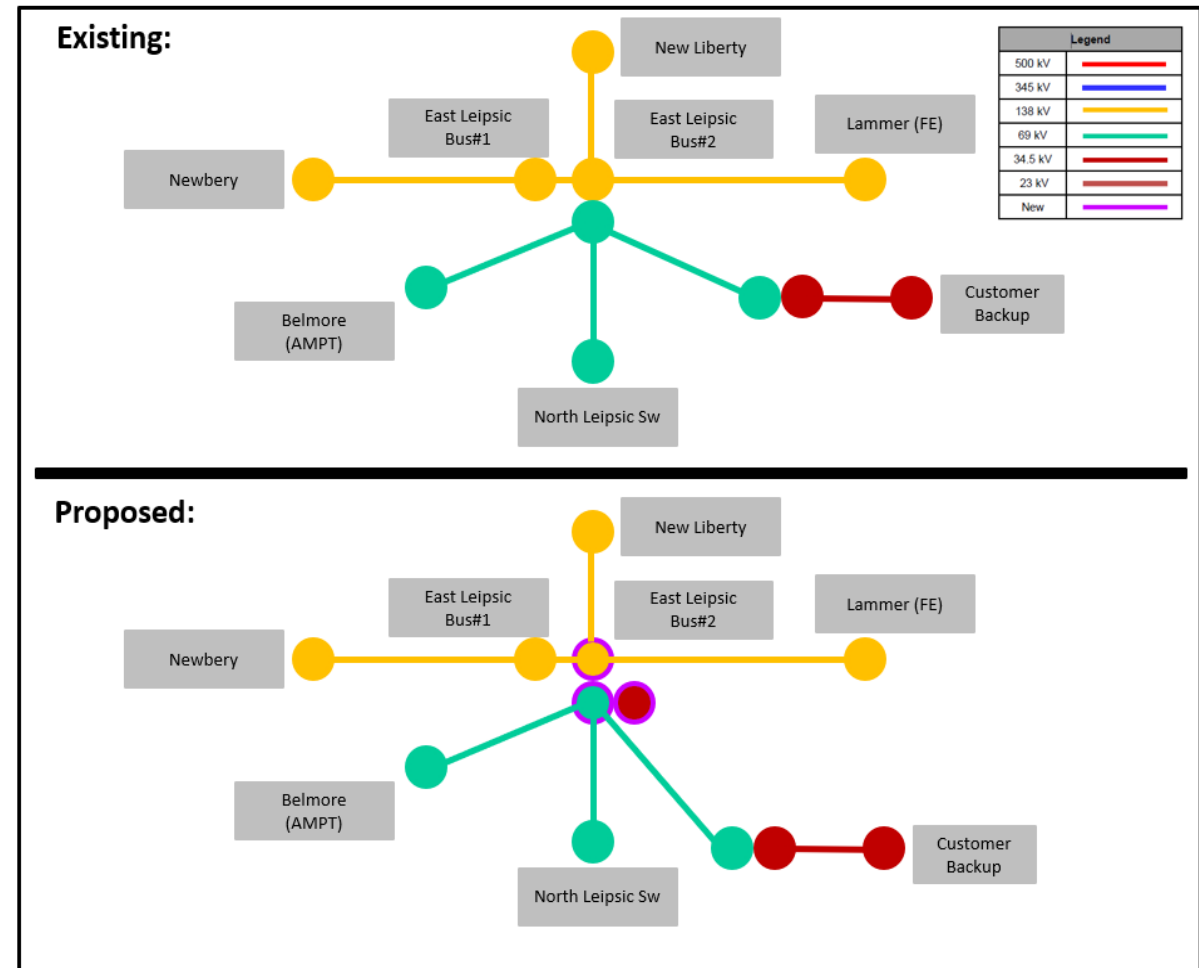 Existing:
New Liberty
Legend
500 kV
345 kV
138 kV
69 kV
34.5 kV
23 kV
New
East Leipsic
Bus#1
East Leipsic
Bus#2
Lammer (FE)
Newbery
Belmore
(AMPT)
Customer
Backup
North Leipsic Sw
Proposed:
New Liberty
East Leipsic
Bus#1
East Leipsic
Bus#2
Lammer (FE)
Newbery
Belmore
(AMPT)
Customer
Backup
North Leipsic Sw